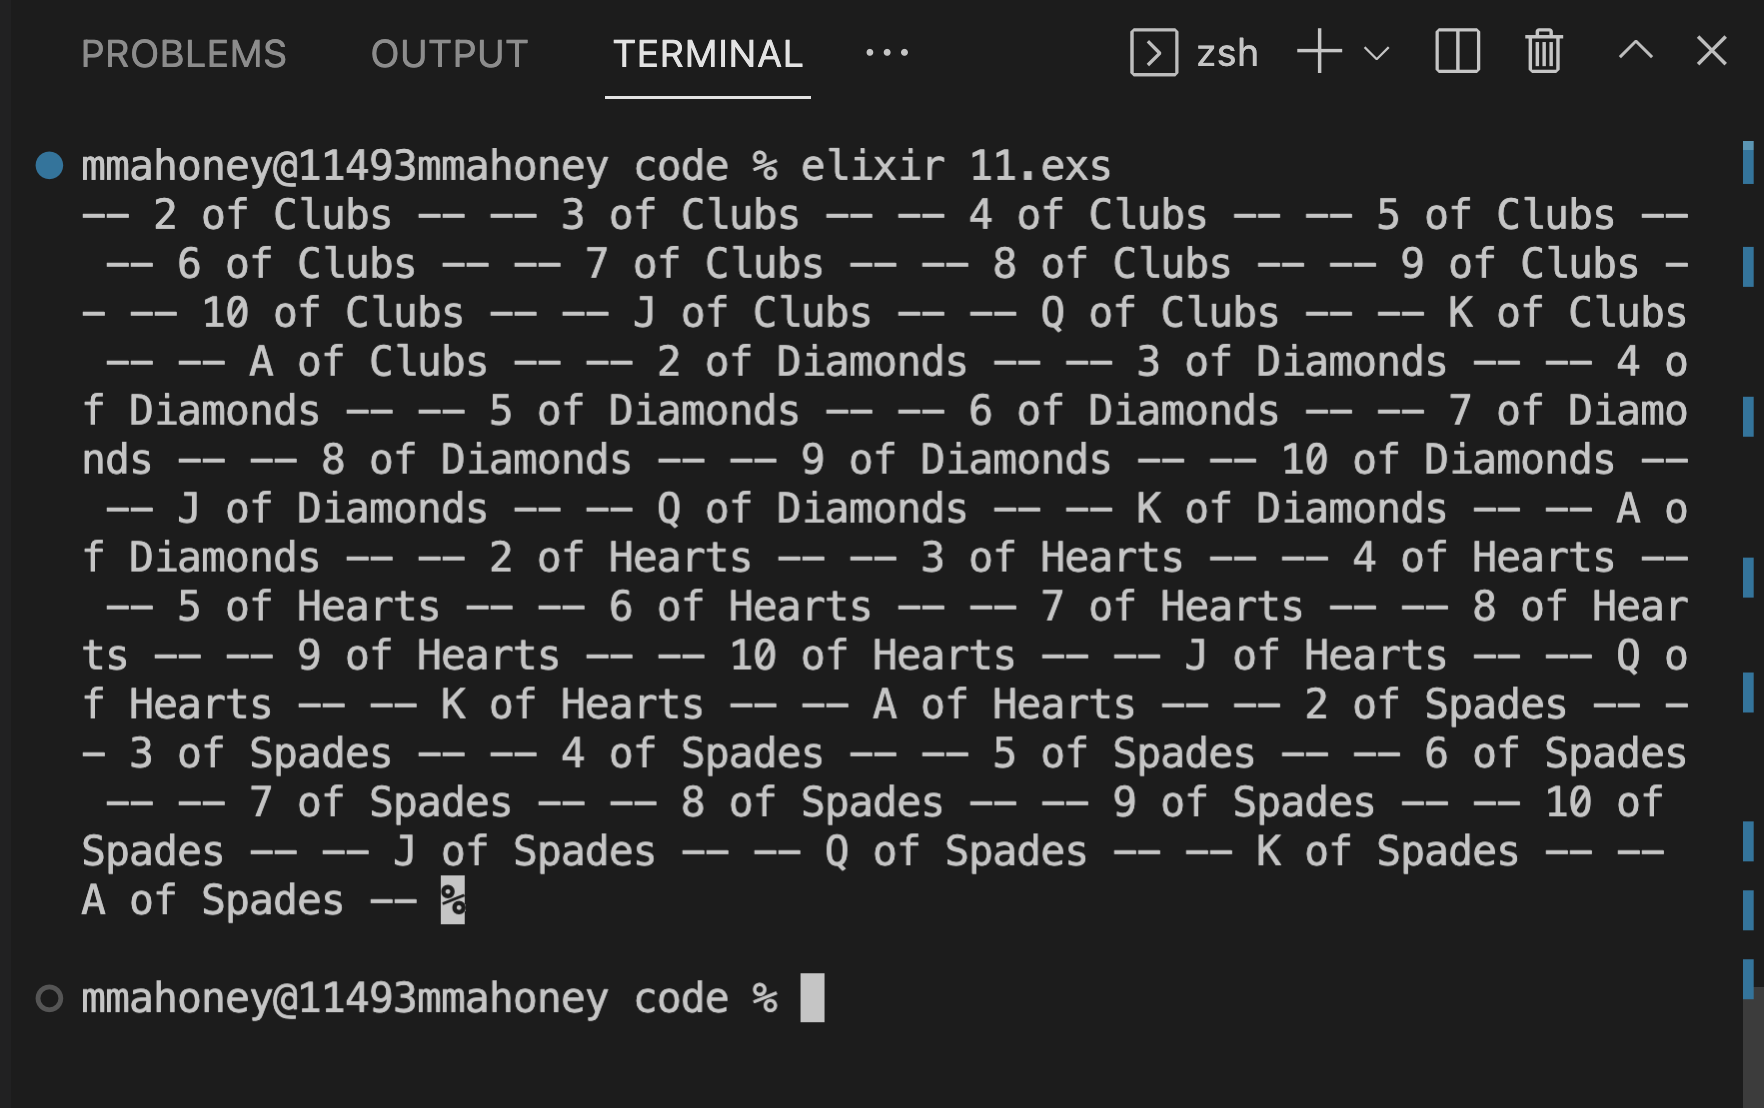 PROBLEMS OUTPUT TERMINAL ··· zsh
mmahoney@11493mmahoney code % elixir 11.exs
-- 2 of Clubs -- -- 3 of Clubs -- -- 4 of Clubs -- -- 5 of Clubs --
 -- 6 of Clubs -- -- 7 of Clubs -- -- 8 of Clubs -- -- 9 of Clubs -
- -- 10 of Clubs -- -- J of Clubs -- -- Q of Clubs -- -- K of Clubs
 -- -- A of Clubs -- -- 2 of Diamonds -- -- 3 of Diamonds -- -- 4 o
f Diamonds -- -- 5 of Diamonds -- -- 6 of Diamonds -- -- 7 of Diamo
nds -- -- 8 of Diamonds -- -- 9 of Diamonds -- -- 10 of Diamonds --
 -- J of Diamonds -- -- Q of Diamonds -- -- K of Diamonds -- -- A o
f Diamonds -- -- 2 of Hearts -- -- 3 of Hearts -- -- 4 of Hearts --
 -- 5 of Hearts -- -- 6 of Hearts -- -- 7 of Hearts -- -- 8 of Hear
ts -- -- 9 of Hearts -- -- 10 of Hearts -- -- J of Hearts -- -- Q o
f Hearts -- -- K of Hearts -- -- A of Hearts -- -- 2 of Spades -- -
- 3 of Spades -- -- 4 of Spades -- -- 5 of Spades -- -- 6 of Spades
 -- -- 7 of Spades -- -- 8 of Spades -- -- 9 of Spades -- -- 10 of
Spades -- -- J of Spades -- -- Q of Spades -- -- K of Spades -- --
A of Spades -- %
mmahoney@11493mmahoney code %